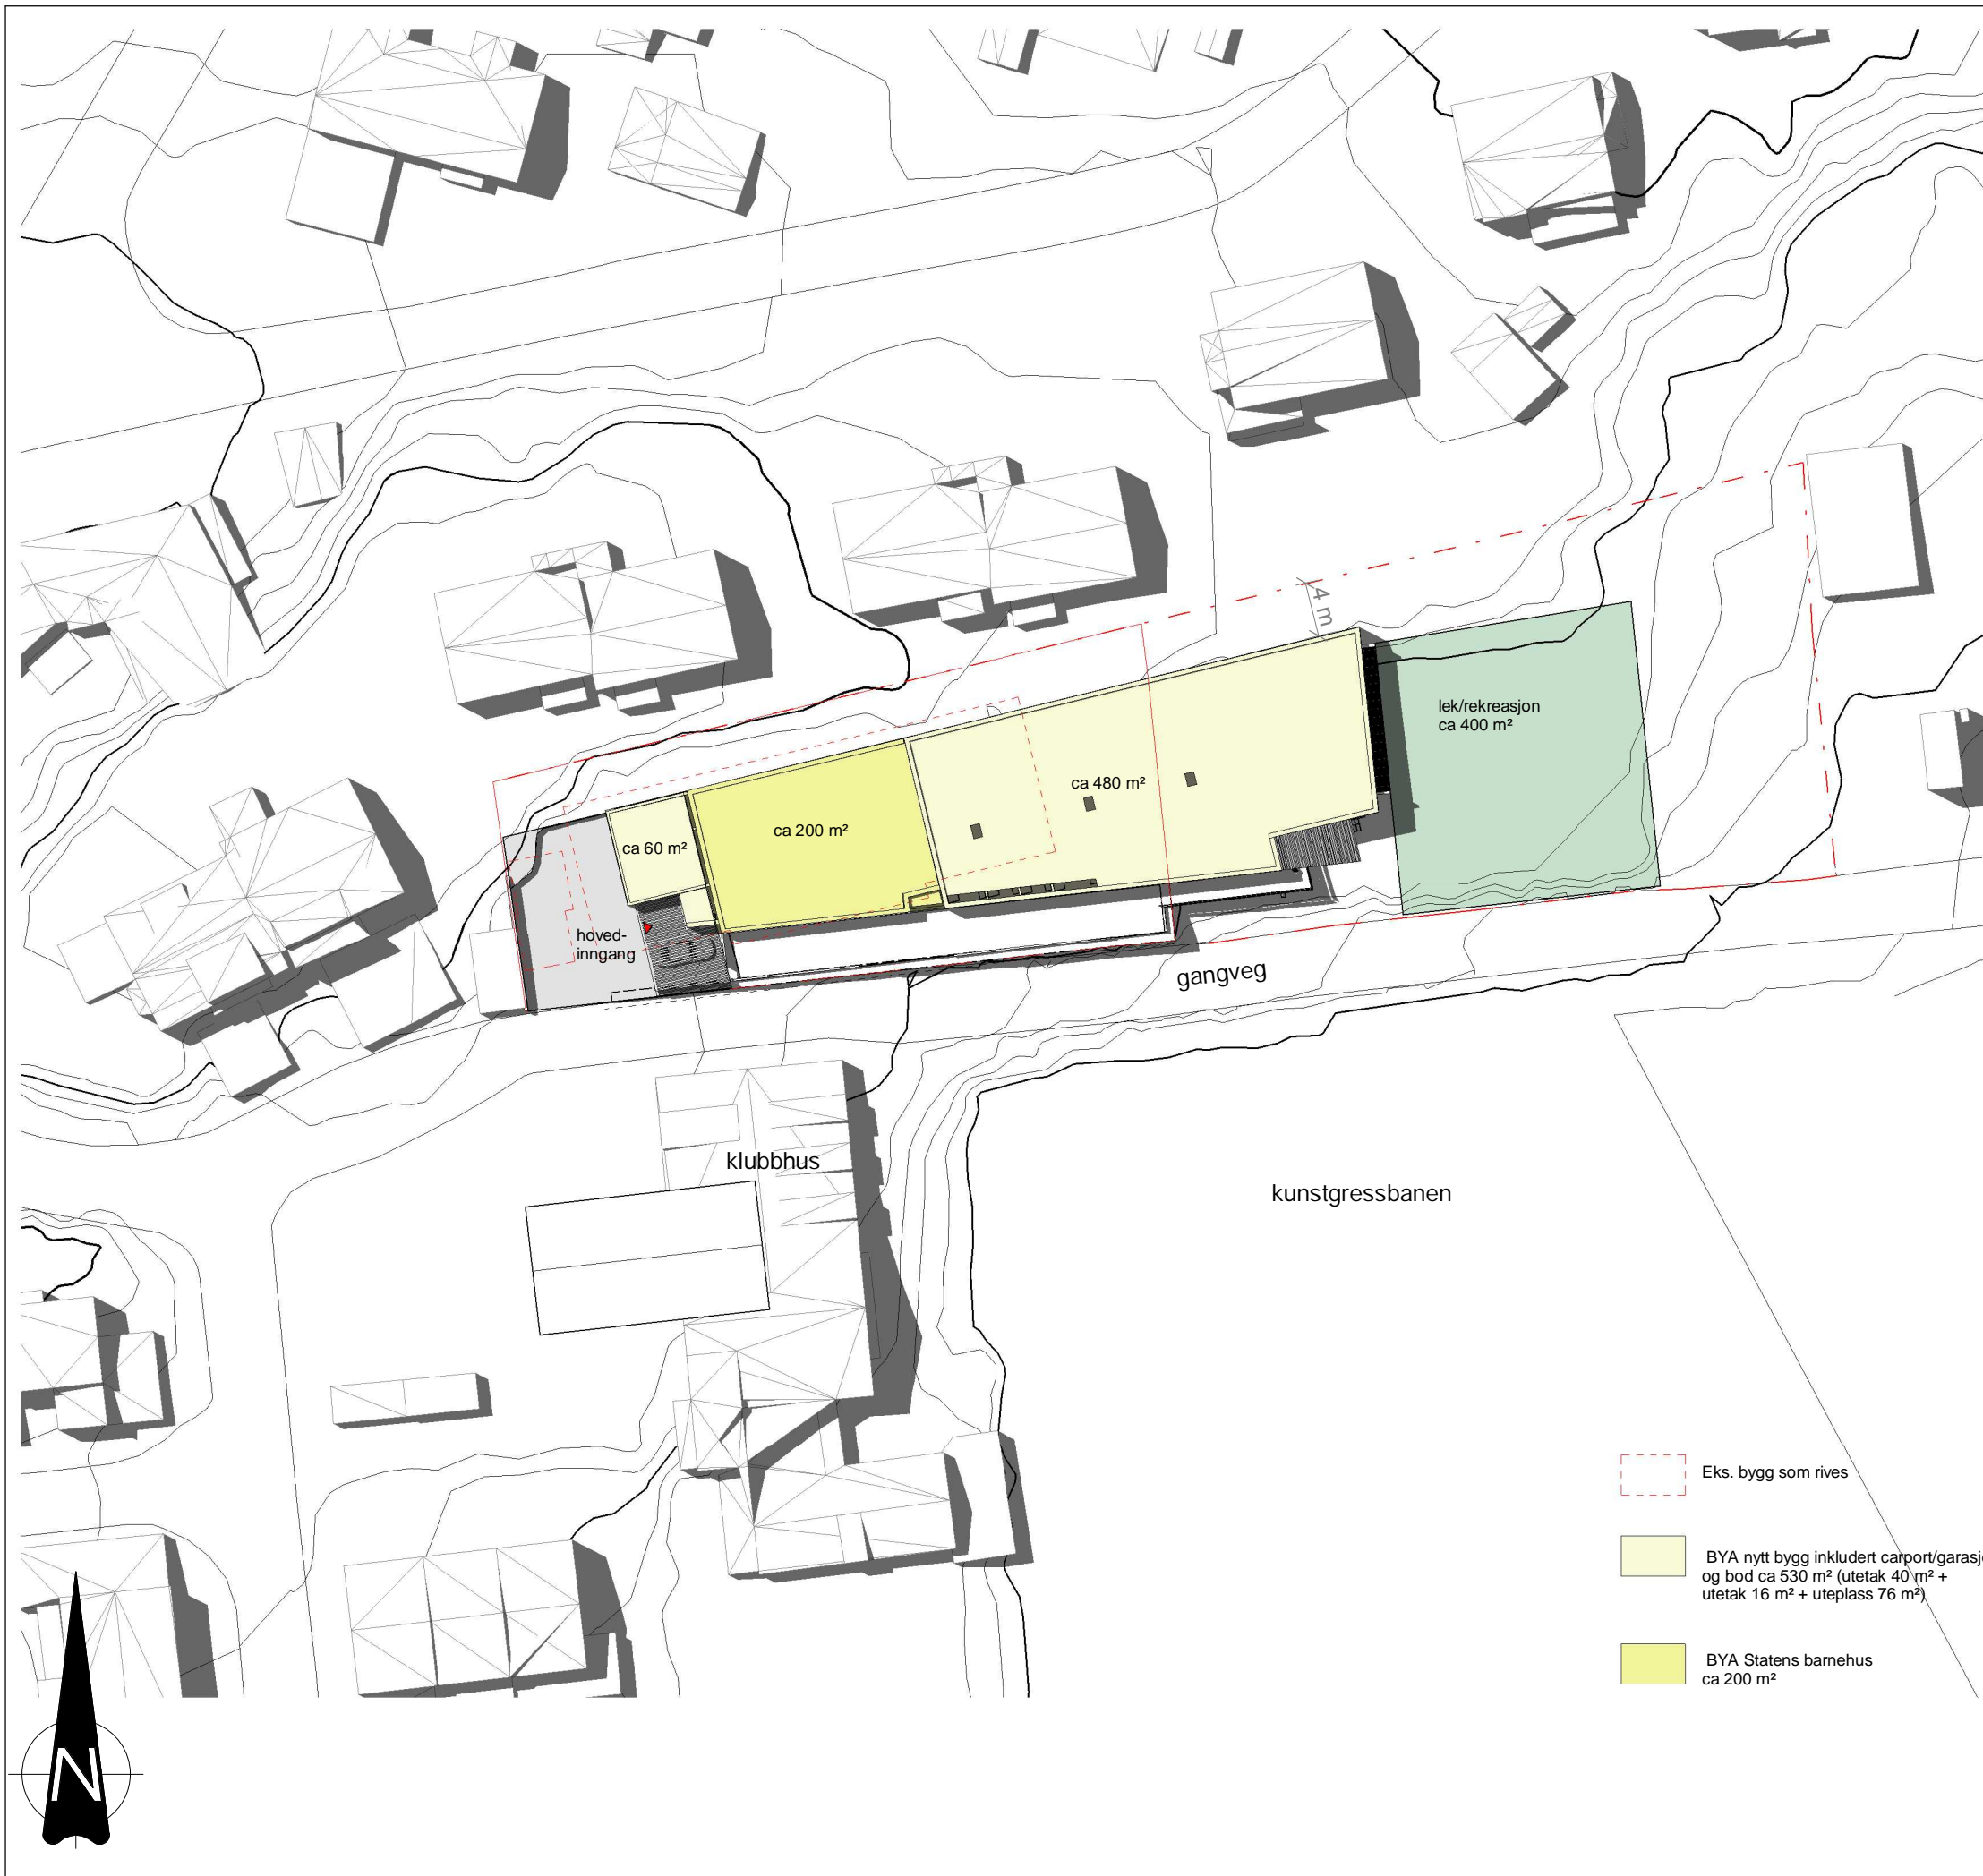 4 m
lek/rekreasjon
ca 400 m²
ca 480 m²
ca 200 m²
ca 60 m²
hoved-
inngang
gangveg
klubbhus
kunstgressbanen
Eks. bygg som rives
BYA nytt bygg inkludert carport/garasje
og bod ca 530 m² (utetak 40 m² +
utetak 16 m² + uteplass 76 m²)
BYA Statens barnehus
ca 200 m²
N